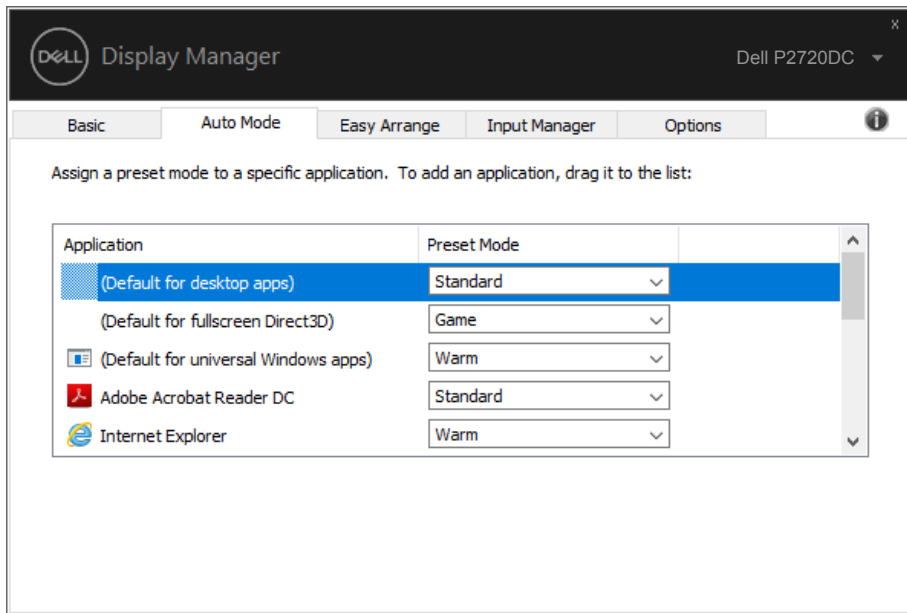 x
DELL Display Manager Dell P2720DC
Basic Auto Mode Easy Arrange Input Manager Options i
Assign a preset mode to a specific application. To add an application, drag it to the list:
Application Preset Mode
(Default for desktop apps) Standard
(Default for fullscreen Direct3D) Game
(Default for universal Windows apps) Warm
Adobe Acrobat Reader DC Standard
Internet Explorer Warm